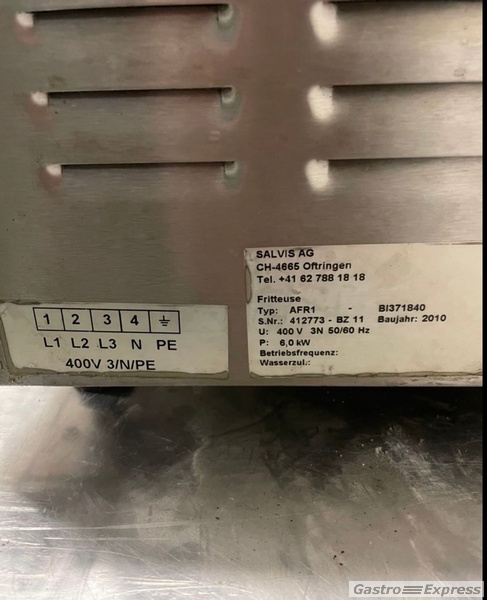 SALVIS AG
CH-4665 Oftringen
Tel. +41 62 788 18 18
Fritteuse
Typ: AFR1 - BI371840
S.Nr.: 412773 - BZ 11 Baujahr: 2010
U: 400 V 3N 50/60 Hz
P: 6,0 kW
Betriebsfrequenz:
Wasserzul.:
1 2 3 4
L1 L2 L3 N PE
400V 3/N/PE
Gastro Express